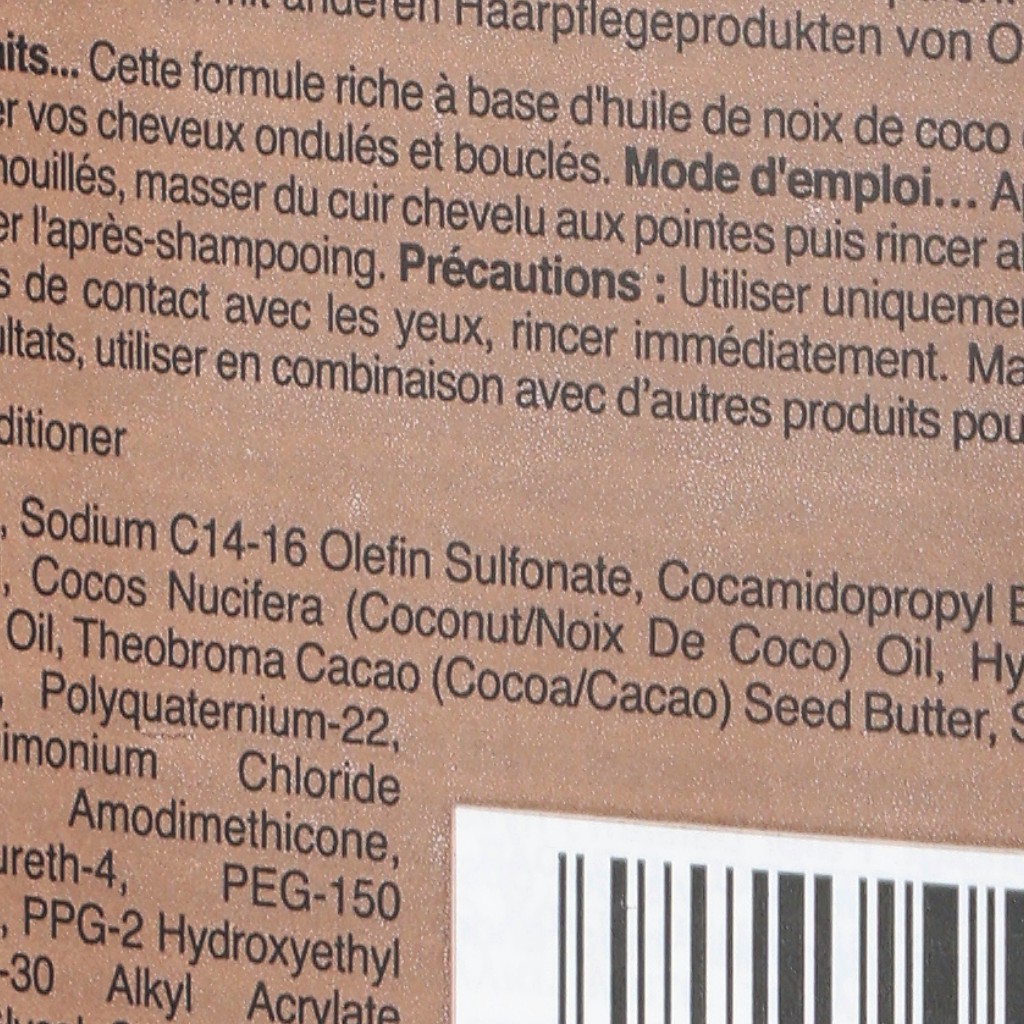 mit anderen Haarpflegeprodukten von O
aits... Cette formule riche à base d'huile de noix de coco
er vos cheveux ondulés et bouclés. Mode d'emploi... A
nouillés, masser du cuir chevelu aux pointes puis rincer a
er l'après-shampooing. Précautions : Utiliser uniqueme
s de contact avec les yeux, rincer immédiatement. Ma
ultats, utiliser en combinaison avec d'autres produits pou
ditioner
, Sodium C14-16 Olefin Sulfonate, Cocamidopropyl B
, Cocos Nucifera (Coconut/Noix De Coco) Oil, Hy
Oil, Theobroma Cacao (Cocoa/Cacao) Seed Butter, S
, Polyquaternium-22,
imonium Chloride
Amodimethicone,
ureth-4, PEG-150
, PPG-2 Hydroxyethyl
-30 Alkyl Acrylate